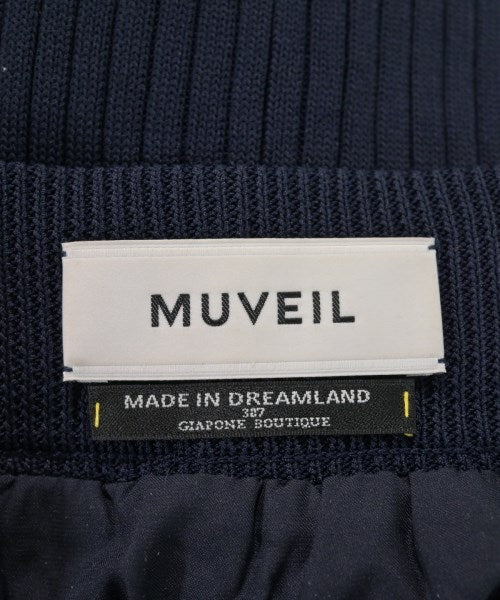 MUVEIL
MADE IN DREAMLAND
387
GIAPONE BOUTIQUE